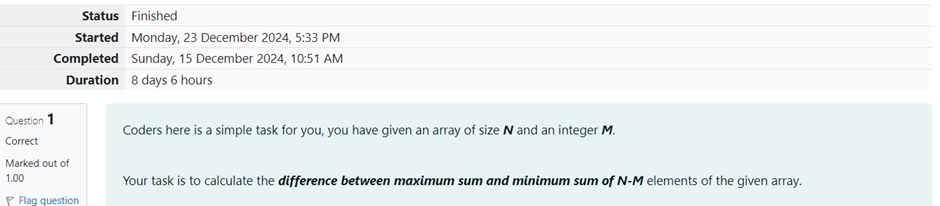 Status Finished
Started Monday, 23 December 2024, 5:33 PM
Completed Sunday, 15 December 2024, 10:51 AM
Duration 8 days 6 hours
Question 1
Correct
Marked out of
1.00
Flag question
Coders here is a simple task for you, you have given an array of size N and an integer M.
Your task is to calculate the difference between maximum sum and minimum sum of N-M elements of the given array.